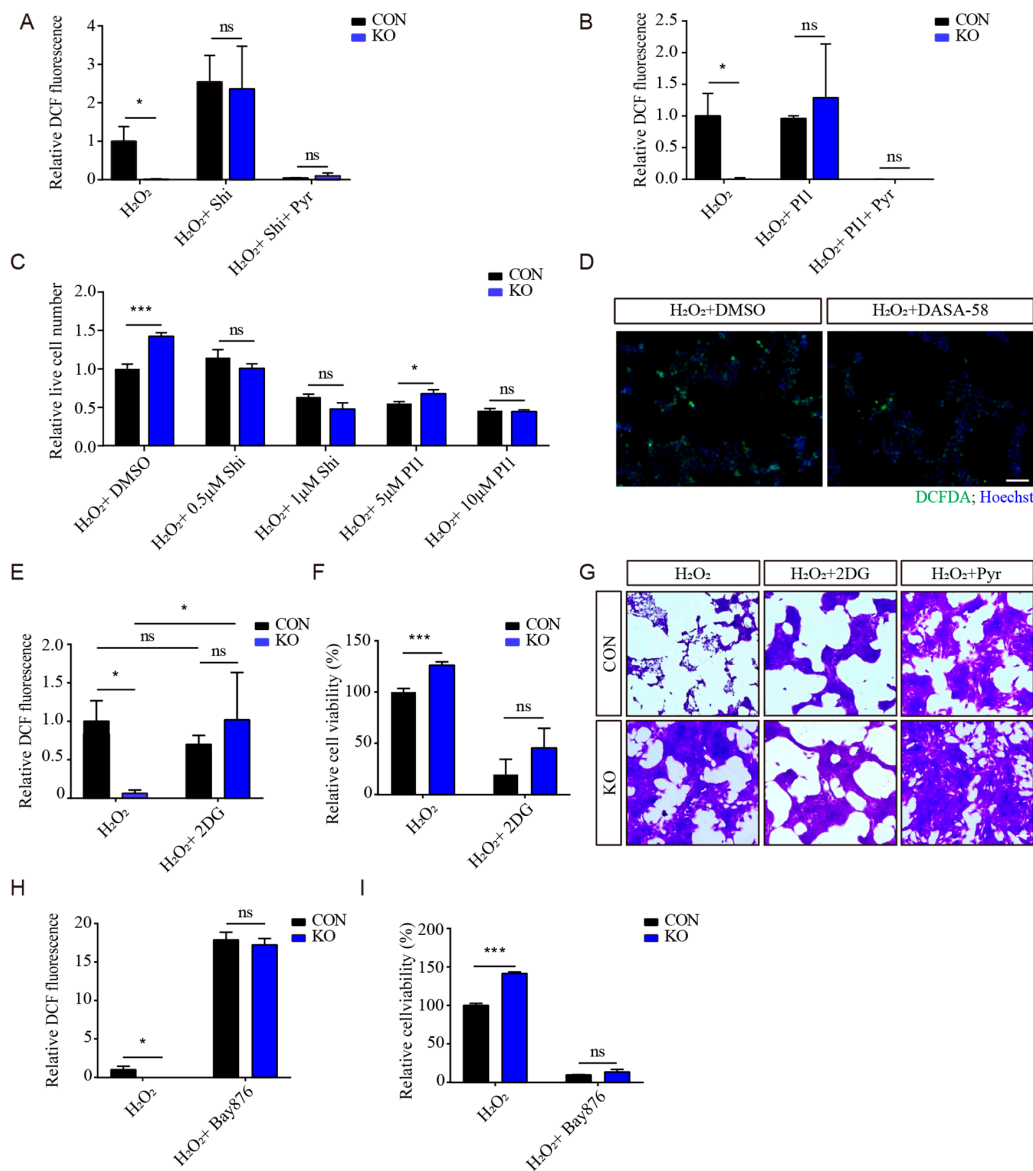 A
Relative DCF fluorescence
4
3
2
1
0
*
ns
ns
CON
KO
H₂O₂
H₂O₂+ Shi
H₂O₂+ Shi+ Pyr
B
Relative DCF fluorescence
2.5
2.0
1.5
1.0
0.5
0.0
*
ns
ns
CON
KO
H₂O₂
H₂O₂+ PI1
H₂O₂+ PI1+ Pyr
C
Relative live cell number
2.0
1.5
1.0
0.5
0.0
***
ns
ns
*
ns
CON
KO
H₂O₂+ DMSO
H₂O₂+ 0.5μM Shi
H₂O₂+ 1μM Shi
H₂O₂+ 5μM PI1
H₂O₂+ 10μM PI1
D
H₂O₂+DMSO
H₂O₂+DASA-58
DCFDA; Hoechst
E
Relative DCF fluorescence
2.0
1.5
1.0
0.5
0
*
ns
*
ns
CON
KO
H₂O₂
H₂O₂+ 2DG
F
Relative cell viability (%)
150
100
50
0
***
ns
CON
KO
H₂O₂
H₂O₂+ 2DG
G
H₂O₂
H₂O₂+2DG
H₂O₂+Pyr
CON
KO
H
Relative DCF fluorescence
20
15
10
5
0
*
ns
CON
KO
H₂O₂
H₂O₂+ Bay876
I
Relative cellviability (%)
200
150
100
50
0
***
ns
CON
KO
H₂O₂
H₂O₂+ Bay876